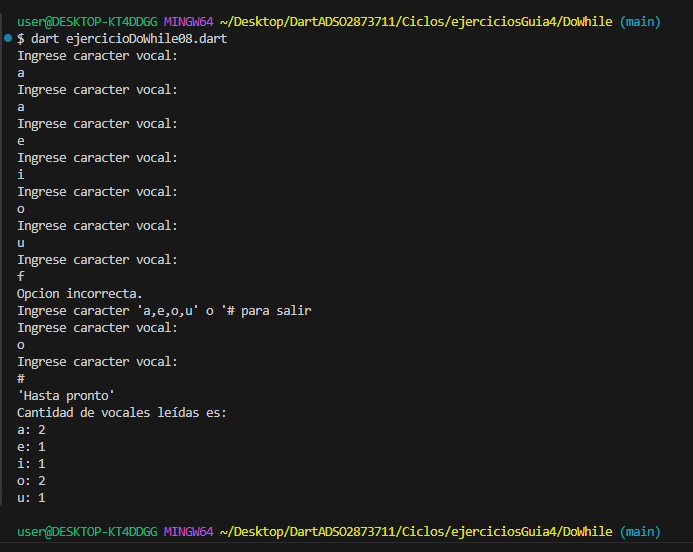 user@DESKTOP-KT4DDGG MINGW64 ~/Desktop/DartADSO2873711/Ciclos/ejerciciosGuia4/DoWhile (main)
$ dart ejercicioDoWhile08.dart
Ingrese caracter vocal:
a
Ingrese caracter vocal:
a
Ingrese caracter vocal:
e
Ingrese caracter vocal:
i
Ingrese caracter vocal:
o
Ingrese caracter vocal:
u
Ingrese caracter vocal:
f
Opcion incorrecta.
Ingrese caracter 'a,e,o,u' o '# para salir
Ingrese caracter vocal:
o
Ingrese caracter vocal:
#
'Hasta pronto'
Cantidad de vocales leídas es:
a: 2
e: 1
i: 1
o: 2
u: 1
user@DESKTOP-KT4DDGG MINGW64 ~/Desktop/DartADSO2873711/Ciclos/ejerciciosGuia4/DoWhile (main)